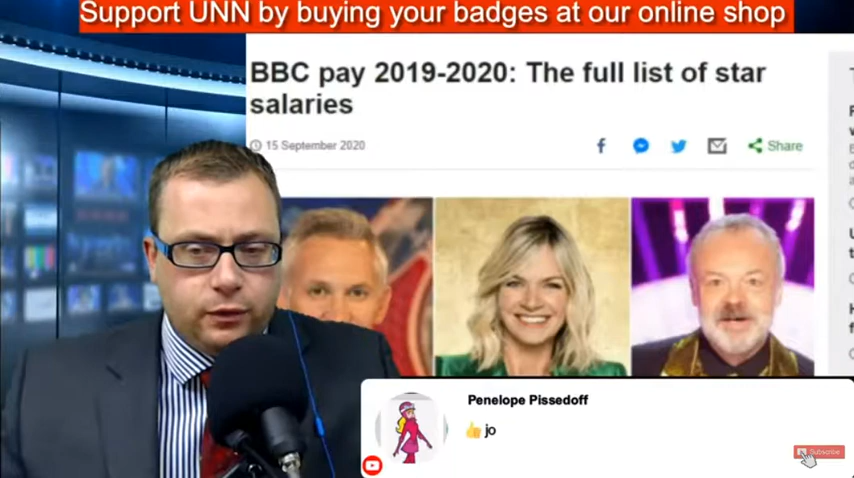 Support UNN by buying your badges at our online shop
BBC pay 2019-2020: The full list of star
salaries
15 September 2020
Share
Penelope Pissedoff
👍 jo
Subscribe